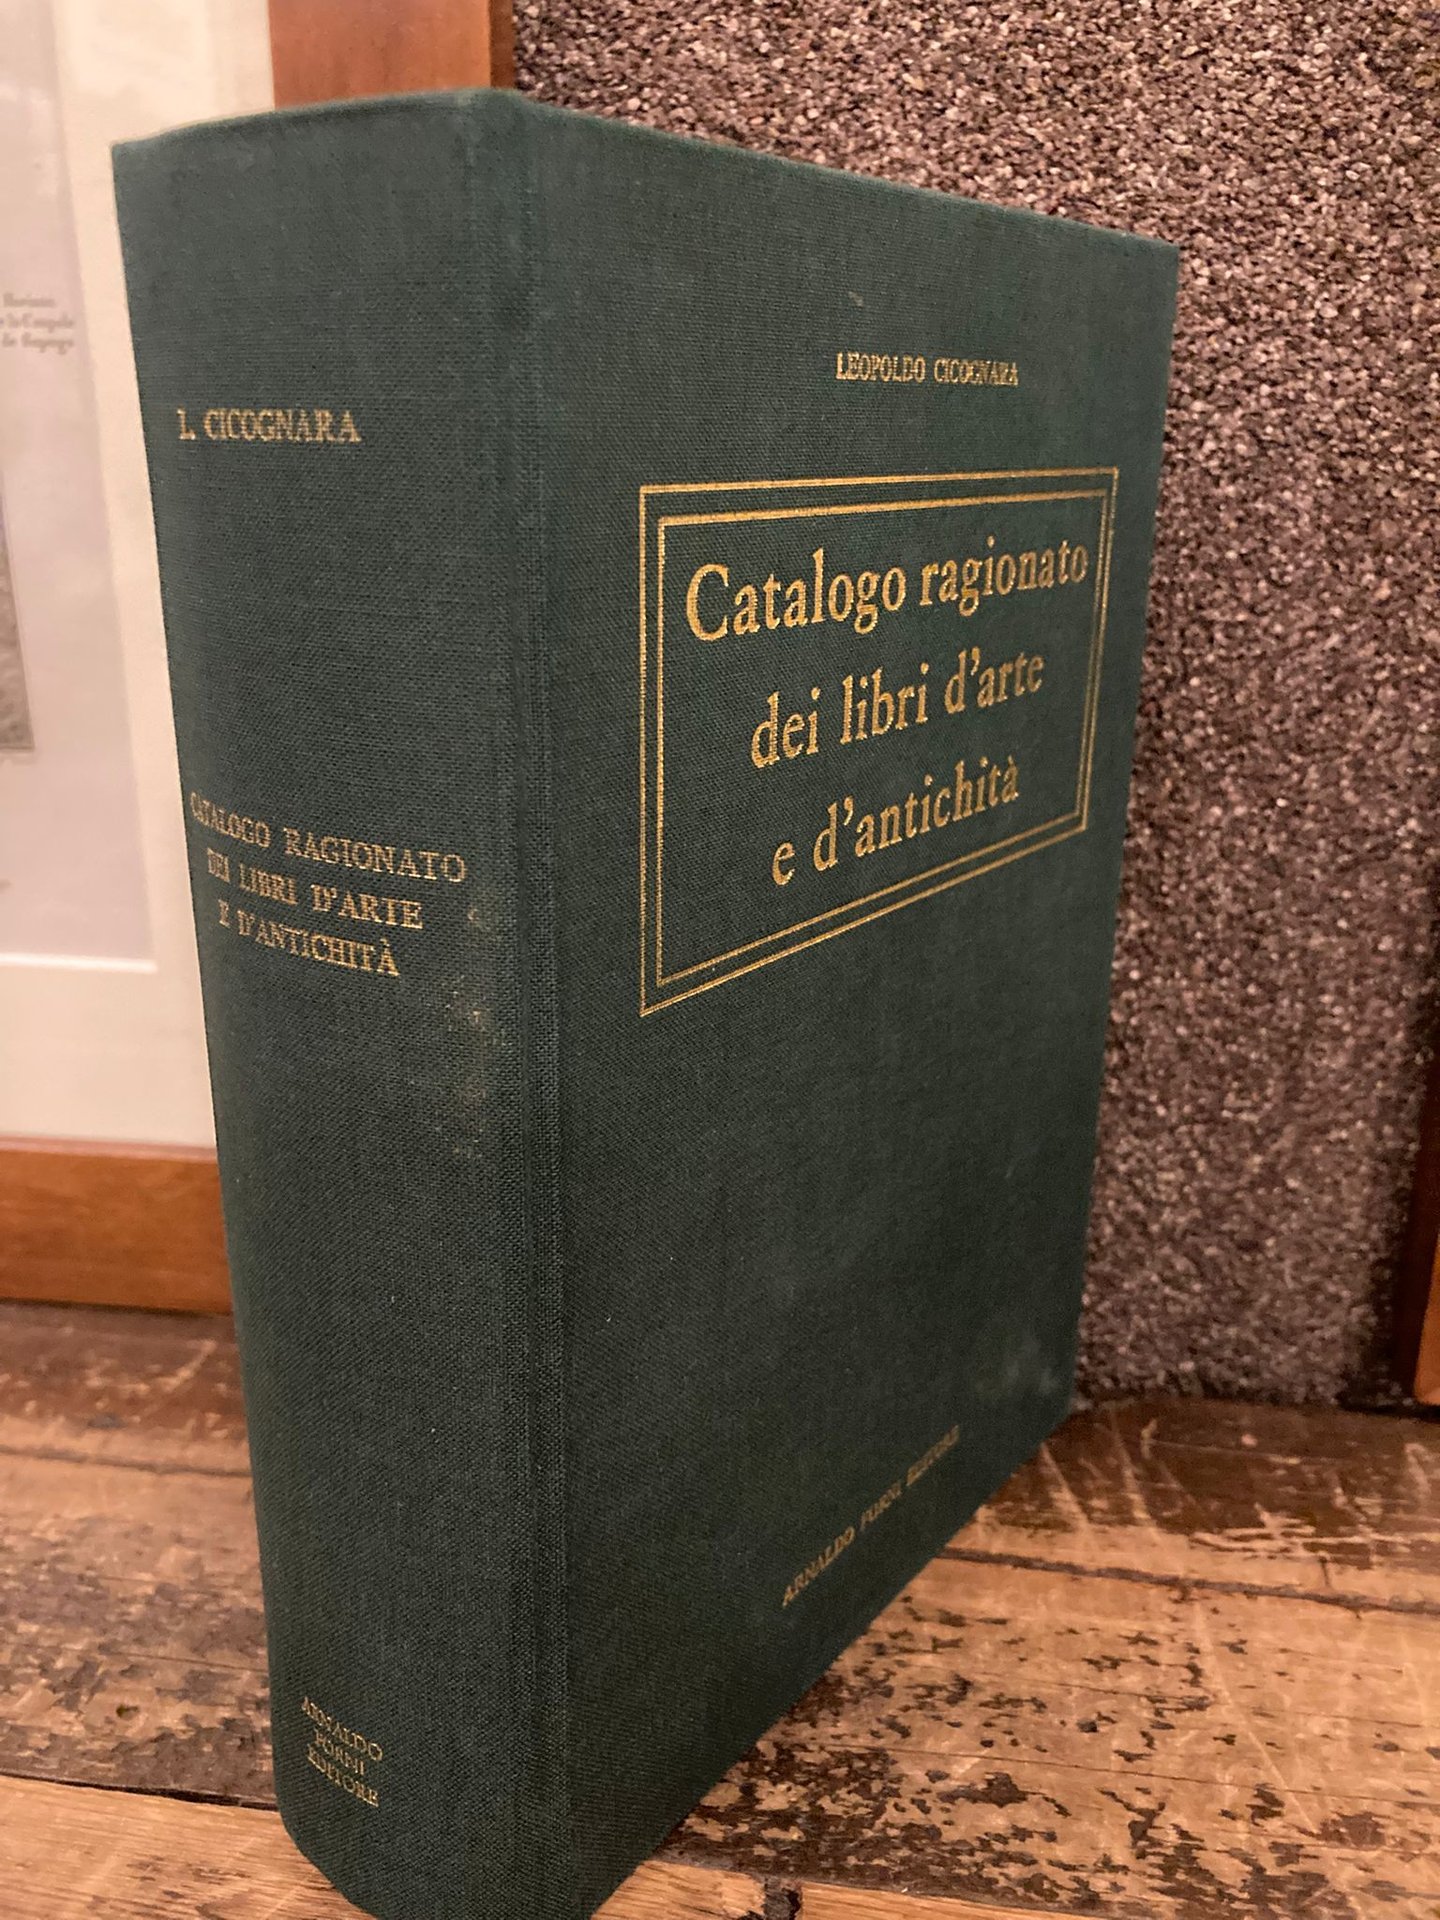 L. CICOGNARA
CATALOGO RAGIONATO
DEI LIBRI D'ARTE
E D'ANTICHITÀ
ARNALDO
FORNI
EDITORE
LEOPOLDO CICOGNARA
Catalogo ragionato
dei libri d'arte
e d'antichità
ARNALDO FORNI EDITORE